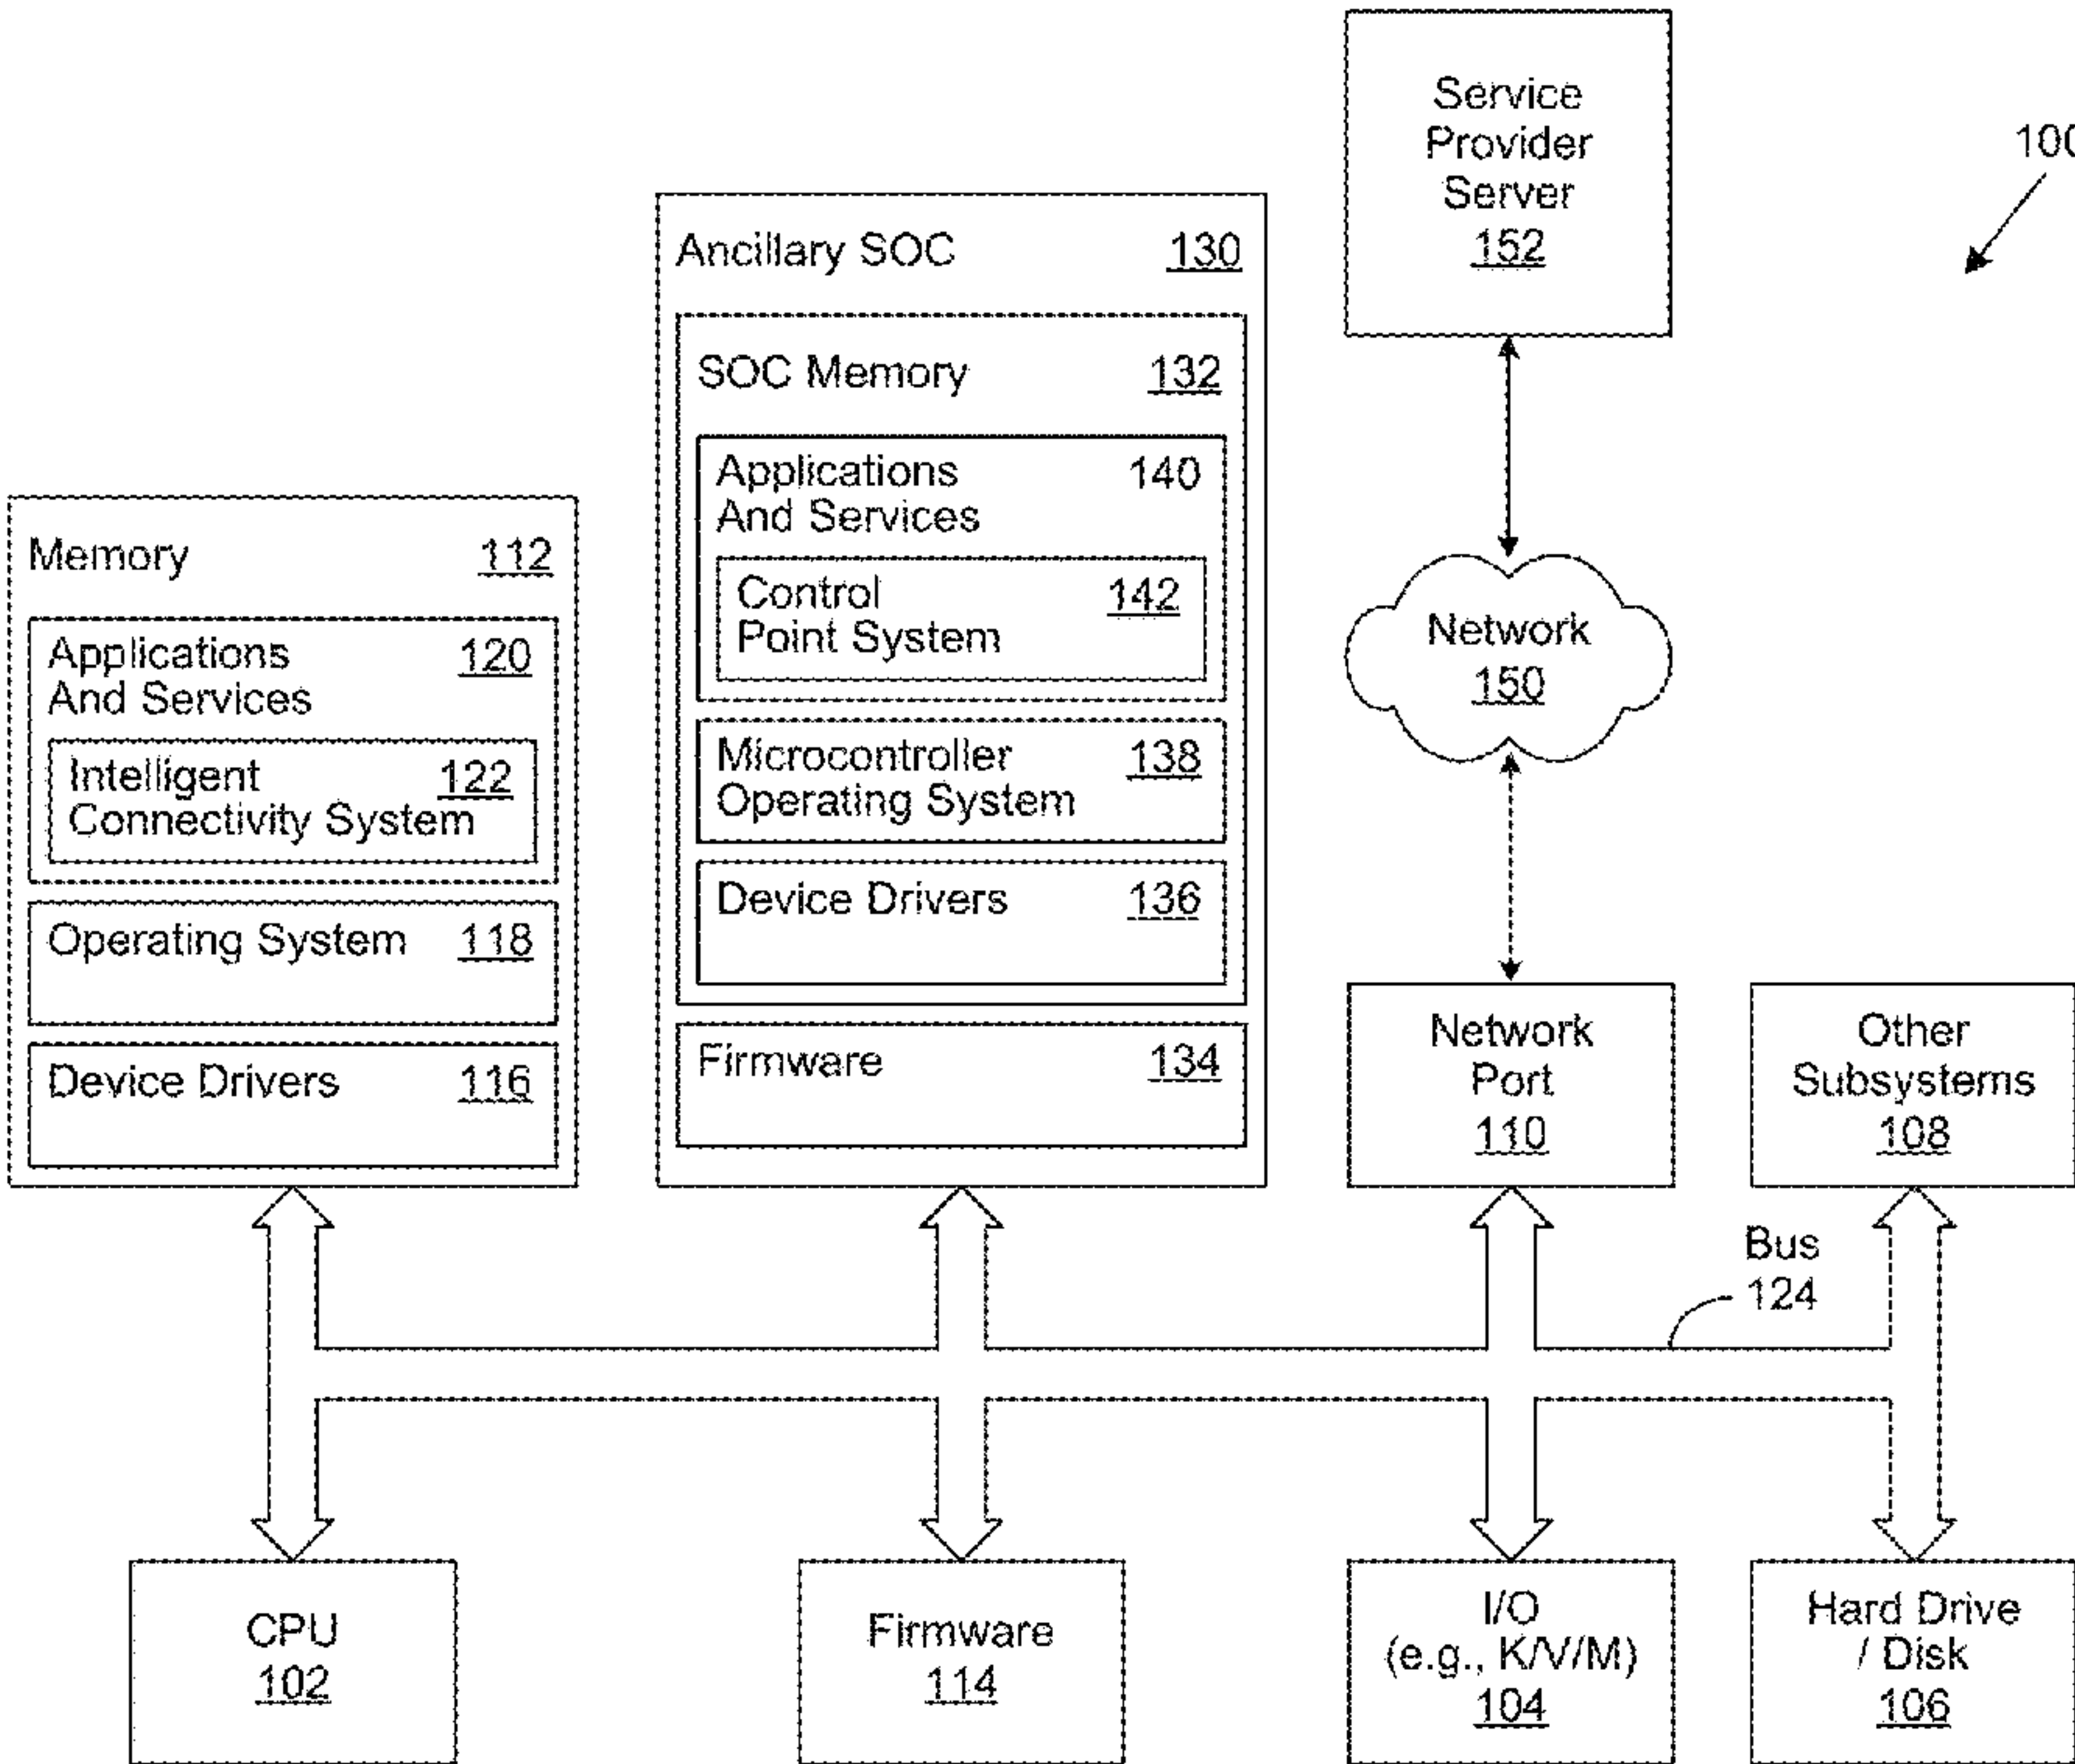 Service
Provider
Server
152
100
Ancillary SOC 130
SOC Memory 132
Applications 140
And Services
Control 142
Point System
Microcontroller 138
Operating System
Device Drivers 136
Firmware 134
Memory 112
Applications 120
And Services
Intelligent 122
Connectivity System
Operating System 118
Device Drivers 116
Network
150
Network
Port
110
Other
Subsystems
108
Bus
124
CPU
102
Firmware
114
I/O
(e.g., K/V/M)
104
Hard Drive
/ Disk
106